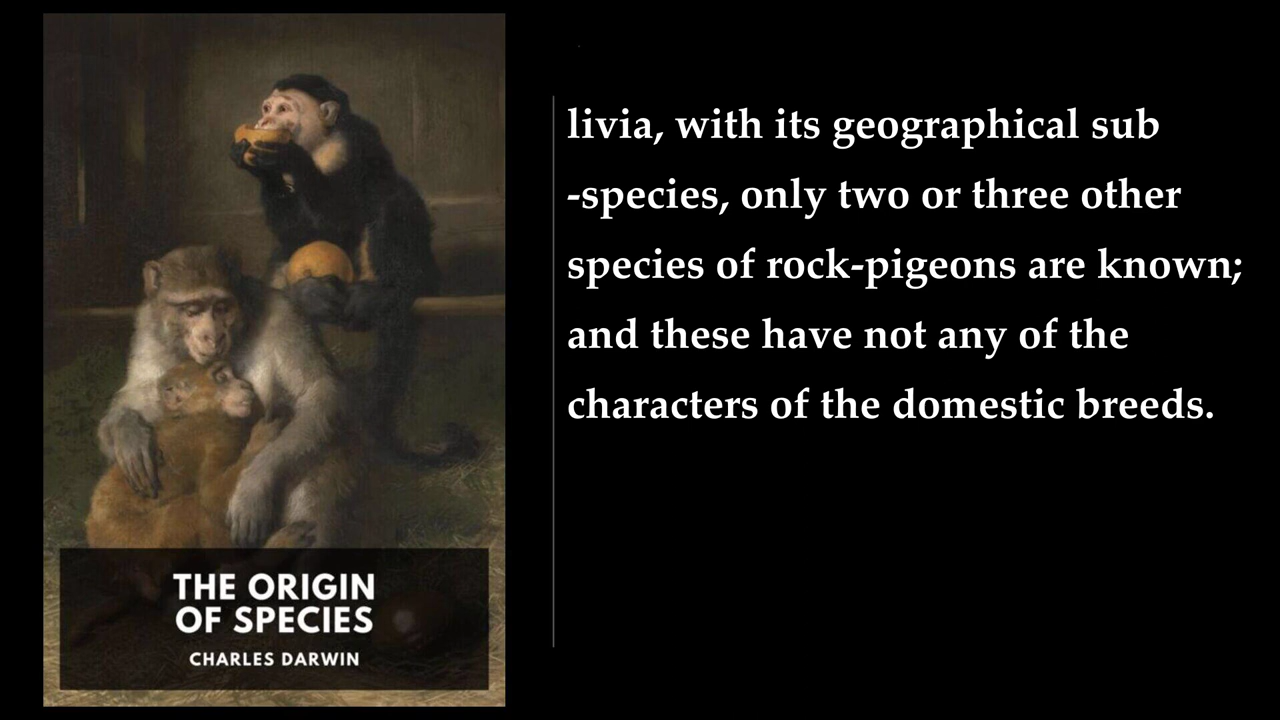 livia, with its geographical sub
-species, only two or three other
species of rock-pigeons are known;
and these have not any of the
characters of the domestic breeds.
THE ORIGIN
OF SPECIES
CHARLES DARWIN